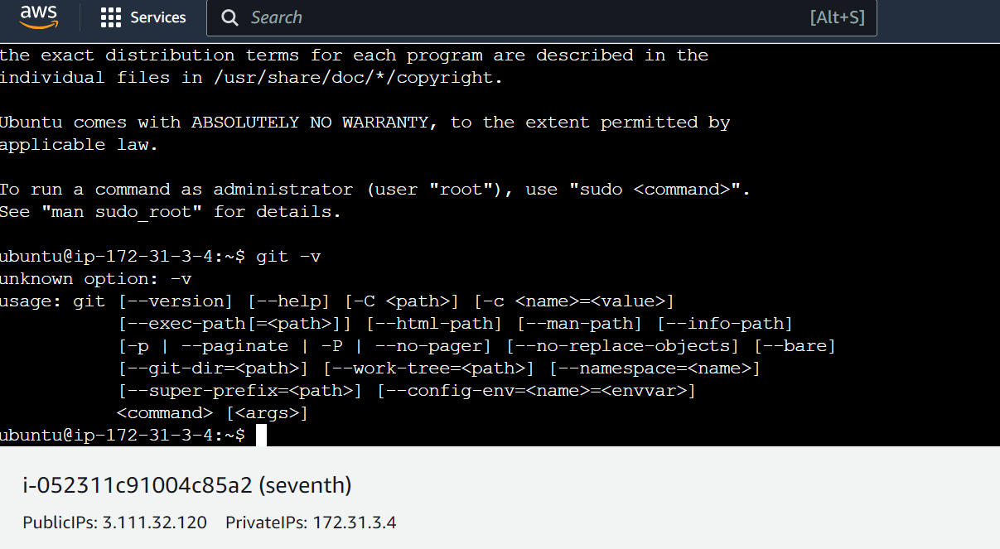 aws
Services
Search
[Alt+S]
the exact distribution terms for each program are described in the
individual files in /usr/share/doc/*/copyright.
Ubuntu comes with ABSOLUTELY NO WARRANTY, to the extent permitted by
applicable law.
To run a command as administrator (user "root"), use "sudo <command>".
See "man sudo_root" for details.
ubuntu@ip-172-31-3-4:~$ git -v
unknown option: -v
usage: git [--version] [--help] [-C <path>] [-c <name>=<value>]
[--exec-path[=<path>]] [--html-path] [--man-path] [--info-path]
[-p | --paginate | -P | --no-pager] [--no-replace-objects] [--bare]
[--git-dir=<path>] [--work-tree=<path>] [--namespace=<name>]
[--super-prefix=<path>] [--config-env=<name>=<envvar>]
<command> [<args>]
ubuntu@ip-172-31-3-4:~$
i-052311c91004c85a2 (seventh)
PublicIPs: 3.111.32.120 PrivateIPs: 172.31.3.4